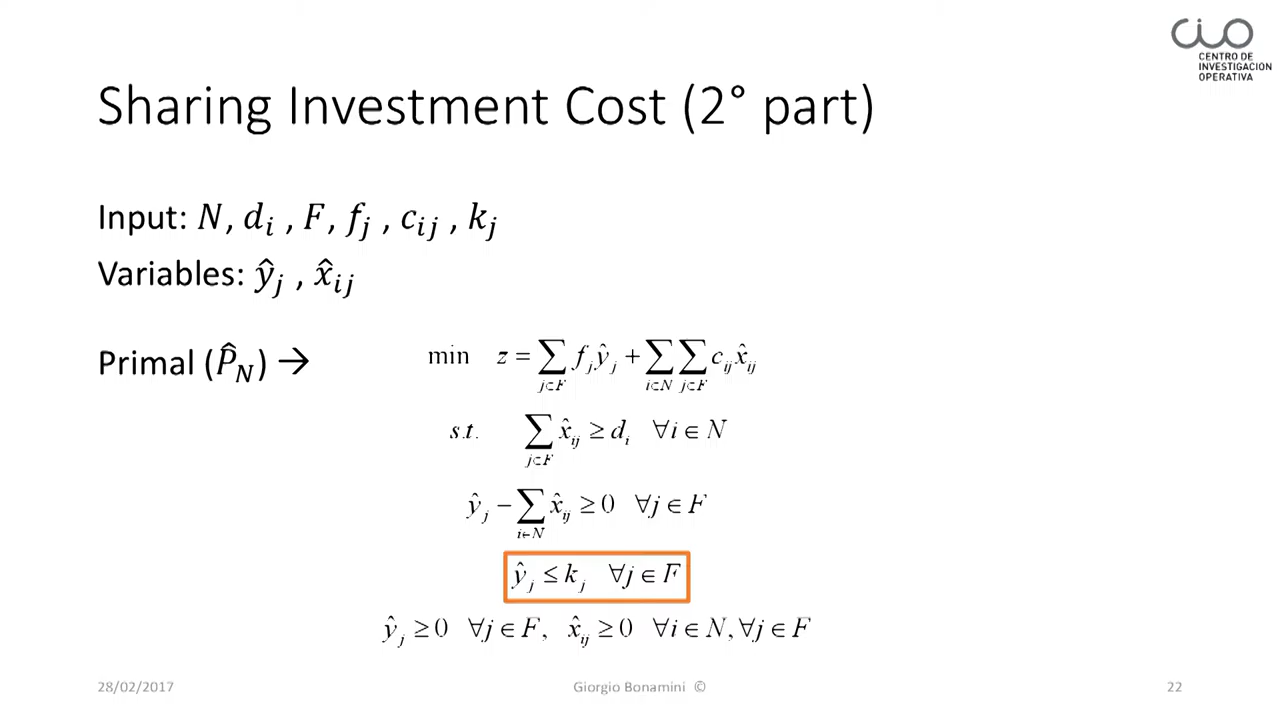 CIO
CENTRO DE
INVESTIGACION
OPERATIVA
Sharing Investment Cost (2° part)
Input: N, d_i , F, f_j , c_ij , k_j
Variables: ŷ_j , x̂_ij
Primal (P̂_N) →
min z = ∑_{j⊂F} f_j ŷ_j + ∑_{i∈N} ∑_{j⊂F} c_ij x̂_ij
s.t. ∑_{j⊂F} x̂_ij ≥ d_i ∀i ∈ N
ŷ_j − ∑_{i∈N} x̂_ij ≥ 0 ∀j ∈ F
ŷ_j ≤ k_j ∀j ∈ F
ŷ_j ≥ 0 ∀j ∈ F, x̂_ij ≥ 0 ∀i ∈ N, ∀j ∈ F
28/02/2017
Giorgio Bonamini ©
22